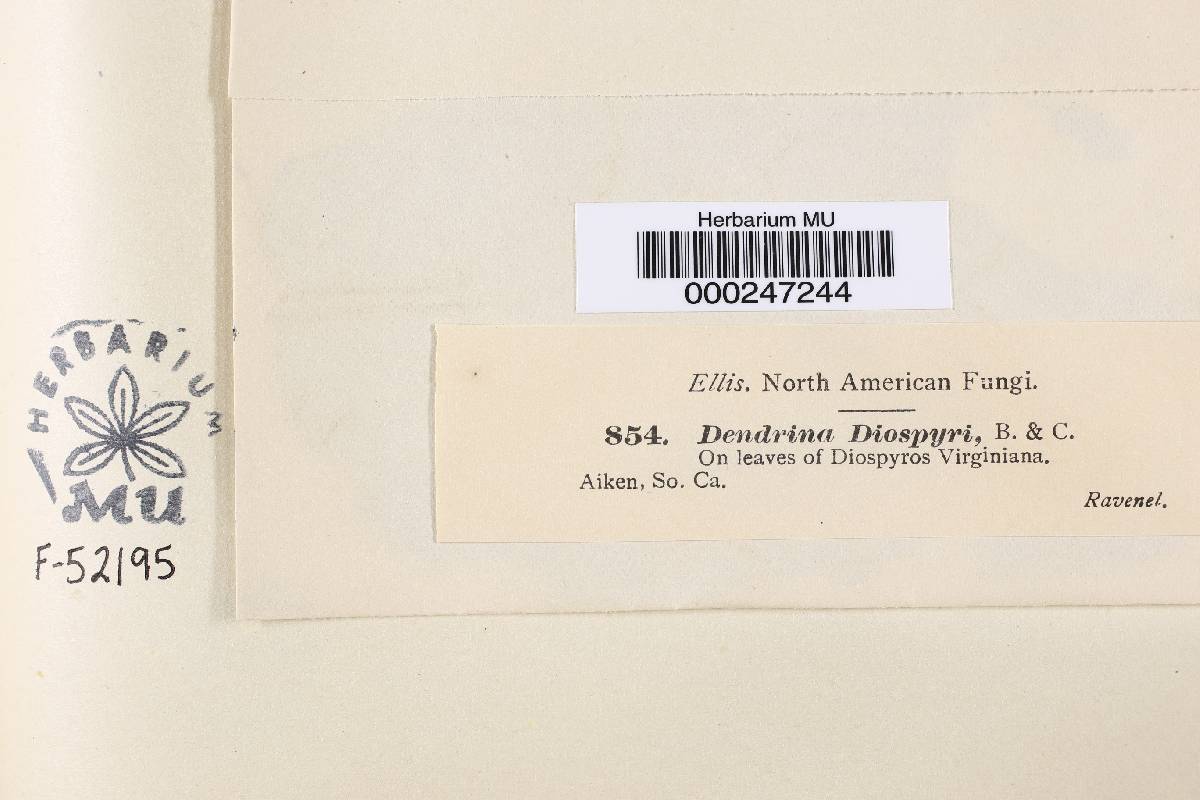 Herbarium MU
000247244
HERBARIUM
MU
F-52195
Ellis. North American Fungi.
854. Dendrina Diospyri, B. & C.
On leaves of Diospyros Virginiana.
Aiken, So. Ca.
Ravenel.